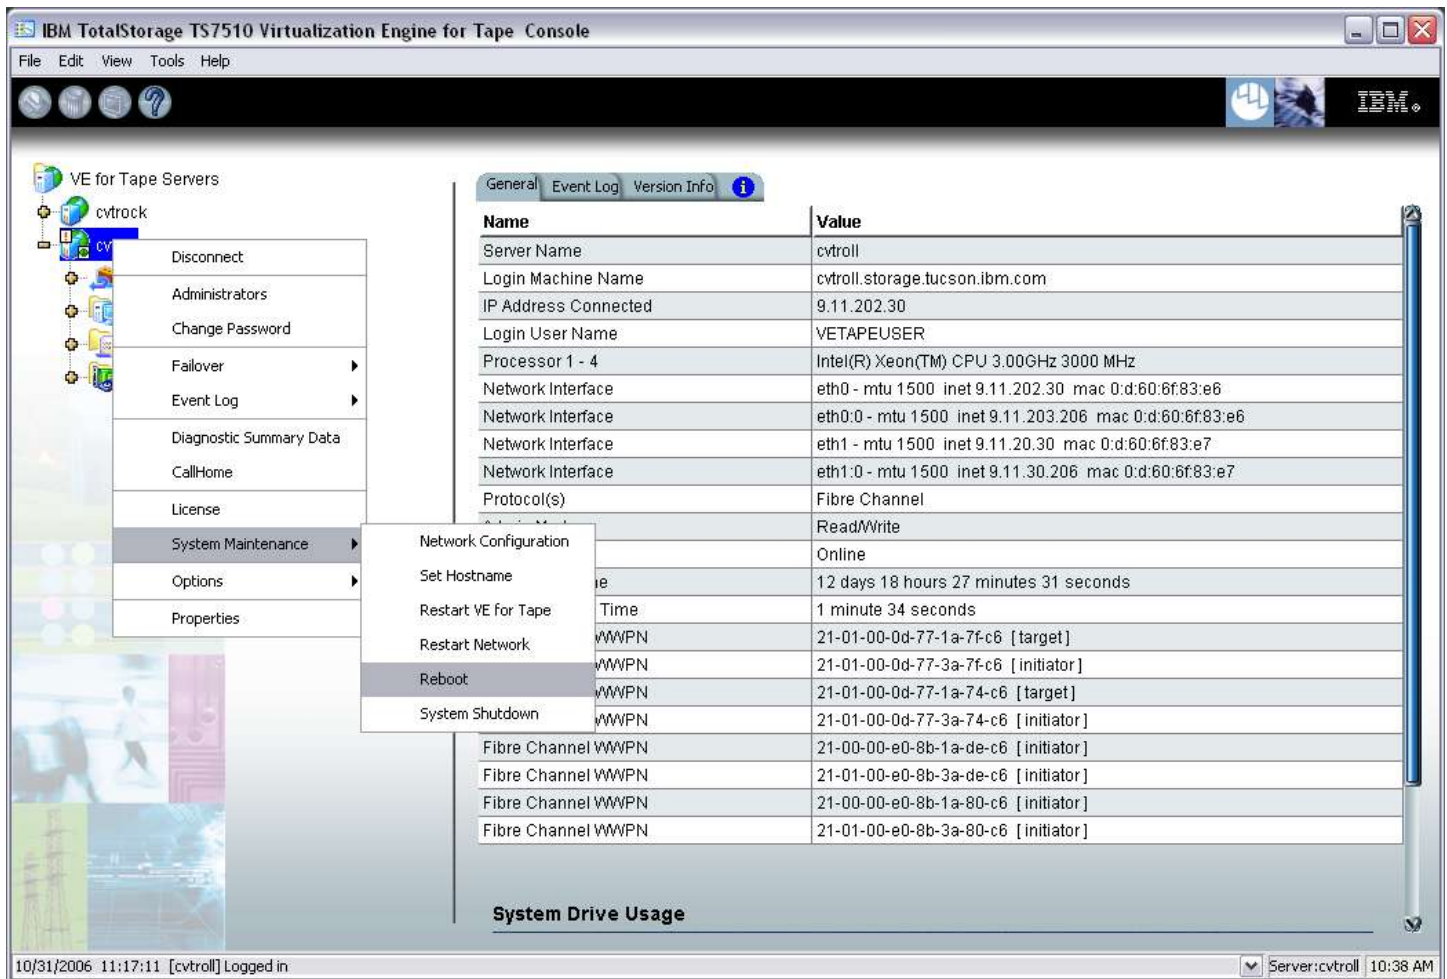 IBM TotalStorage TS7510 Virtualization Engine for Tape Console
File Edit View Tools Help
IBM
VE for Tape Servers
cvtrock
Disconnect
Administrators
Change Password
Failover
Event Log
Diagnostic Summary Data
CallHome
License
System Maintenance
Options
Properties
Network Configuration
Set Hostname
Restart VE for Tape
Restart Network
Reboot
System Shutdown
General Event Log Version Info
Name Value
Server Name cvtroll
Login Machine Name cvtroll.storage.tucson.ibm.com
IP Address Connected 9.11.202.30
Login User Name VETAPEUSER
Processor 1 - 4 Intel(R) Xeon(TM) CPU 3.00GHz 3000 MHz
Network Interface eth0 - mtu 1500 inet 9.11.202.30 mac 0:d:60:6f:83:e6
Network Interface eth0:0 - mtu 1500 inet 9.11.203.206 mac 0:d:60:6f:83:e6
Network Interface eth1 - mtu 1500 inet 9.11.20.30 mac 0:d:60:6f:83:e7
Network Interface eth1:0 - mtu 1500 inet 9.11.30.206 mac 0:d:60:6f:83:e7
Protocol(s) Fibre Channel
Read/Write
Online
12 days 18 hours 27 minutes 31 seconds
Time 1 minute 34 seconds
WWPN 21-01-00-0d-77-1a-7f-c6 [target]
WWPN 21-01-00-0d-77-3a-7f-c6 [initiator]
WWPN 21-01-00-0d-77-1a-74-c6 [target]
WWPN 21-01-00-0d-77-3a-74-c6 [initiator]
Fibre Channel WWPN 21-00-00-e0-8b-1a-de-c6 [initiator]
Fibre Channel WWPN 21-01-00-e0-8b-3a-de-c6 [initiator]
Fibre Channel WWPN 21-00-00-e0-8b-1a-80-c6 [initiator]
Fibre Channel WWPN 21-01-00-e0-8b-3a-80-c6 [initiator]
System Drive Usage
10/31/2006 11:17:11 [cvtroll] Logged in
Server:cvtroll 10:38 AM